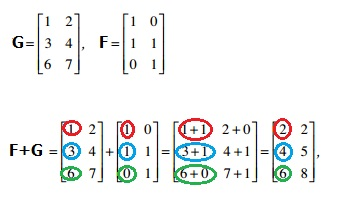 G = [1 2; 3 4; 6 7], F = [1 0; 1 1; 0 1]
F+G = [1 2; 3 4; 6 7] + [1 0; 1 1; 0 1] = [1+1 2+0; 3+1 4+1; 6+0 7+1] = [2 2; 4 5; 6 8],